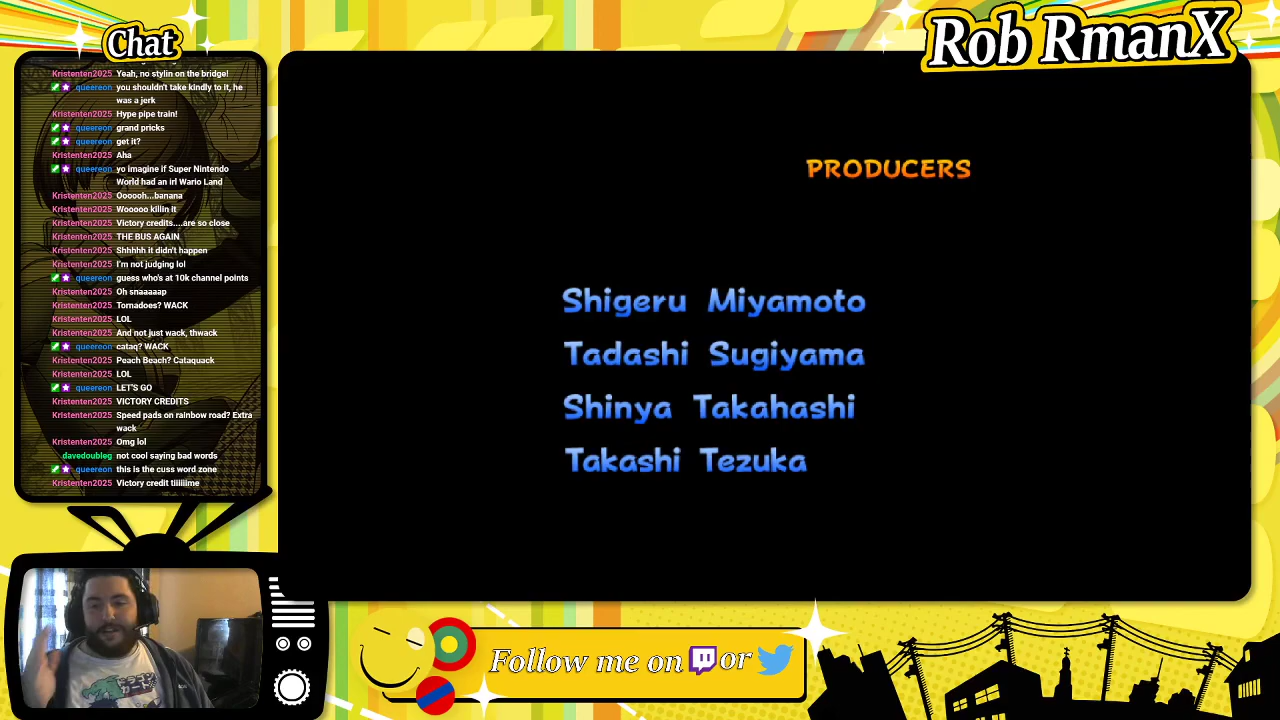 Chat
Rob RmanX
Kristenten2025 Yeah, no stylin on the bridge!
queereon you shouldn't take kindly to it, he
was a jerk
Kristenten2025 Hype pipe train!
queereon grand pricks
queereon get it?
Kristenten2025 Aha
queereon yo imagine if Super Nintendo
World had an irl Wario Land
Kristenten2025 Oooooh...banana
Kristenten2025 Wooooo killin it
Kristenten2025 Victory credits....are so close
Kristenten2025 THE BUS AGAIN
Kristenten2025 Shhhhh it didn't happen
Kristenten2025 I'm not judging lol
queereon guess who's at 10k channel points
Kristenten2025 Oh snaaaaap
Kristenten2025 Tornadoes? WACK
Kristenten2025 LOL
Kristenten2025 And not just wack, thwack
queereon cataq? WACK
Kristenten2025 Peach Beach? Cataquack
Kristenten2025 LOL
queereon LET'S GO
Kristenten2025 VICTORY CREDITS
Kristenten2025 Speed pads on rainbow road? Extra
wack
Kristenten2025 Omg lol
davedoubleg not cool saying bad words
queereon this is the cuss word zone
Kristenten2025 Victory credit tiiiiiime
PRODUCERS
Shigeru Miyamoto
Tadashi Sugiyama
Shinya Takahashi
Takashi Tezuka
Follow me on or